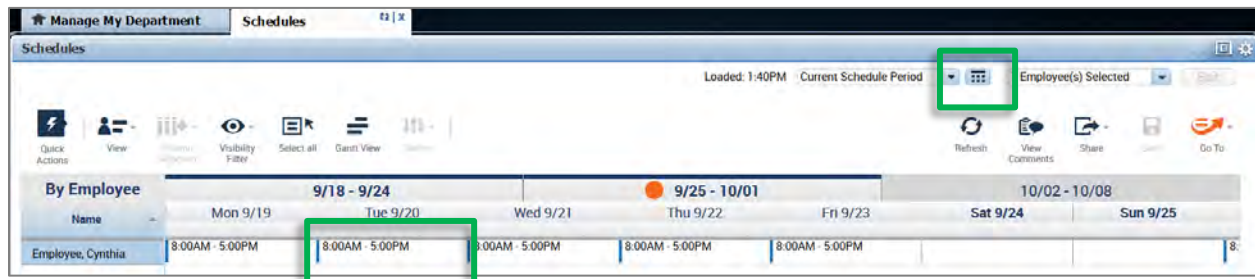 Manage My Department Schedules
Schedules
Loaded: 1:40PM Current Schedule Period Employee(s) Selected
Quick Actions View Visibility Filter Select all Gantt View Refresh View Comments Share Go To
By Employee 9/18 - 9/24 9/25 - 10/01 10/02 - 10/08
Name Mon 9/19 Tue 9/20 Wed 9/21 Thu 9/22 Fri 9/23 Sat 9/24 Sun 9/25
Employee, Cynthia 8:00AM - 5:00PM 8:00AM - 5:00PM 8:00AM - 5:00PM 8:00AM - 5:00PM 8:00AM - 5:00PM 8: